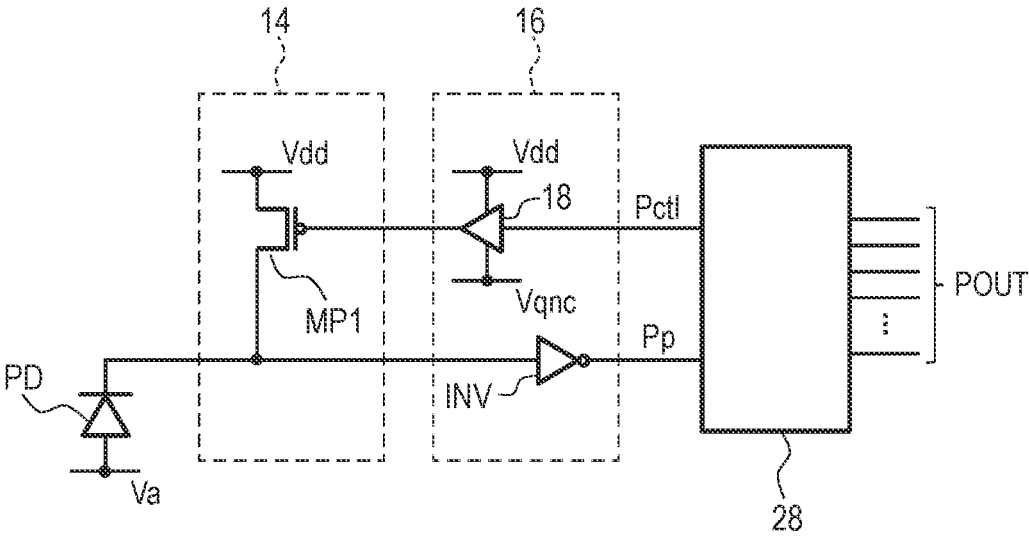 14
16
Vdd
Vdd
18
Pctl
MP1
Vqnc
POUT
...
Pp
PD
INV
Va
28